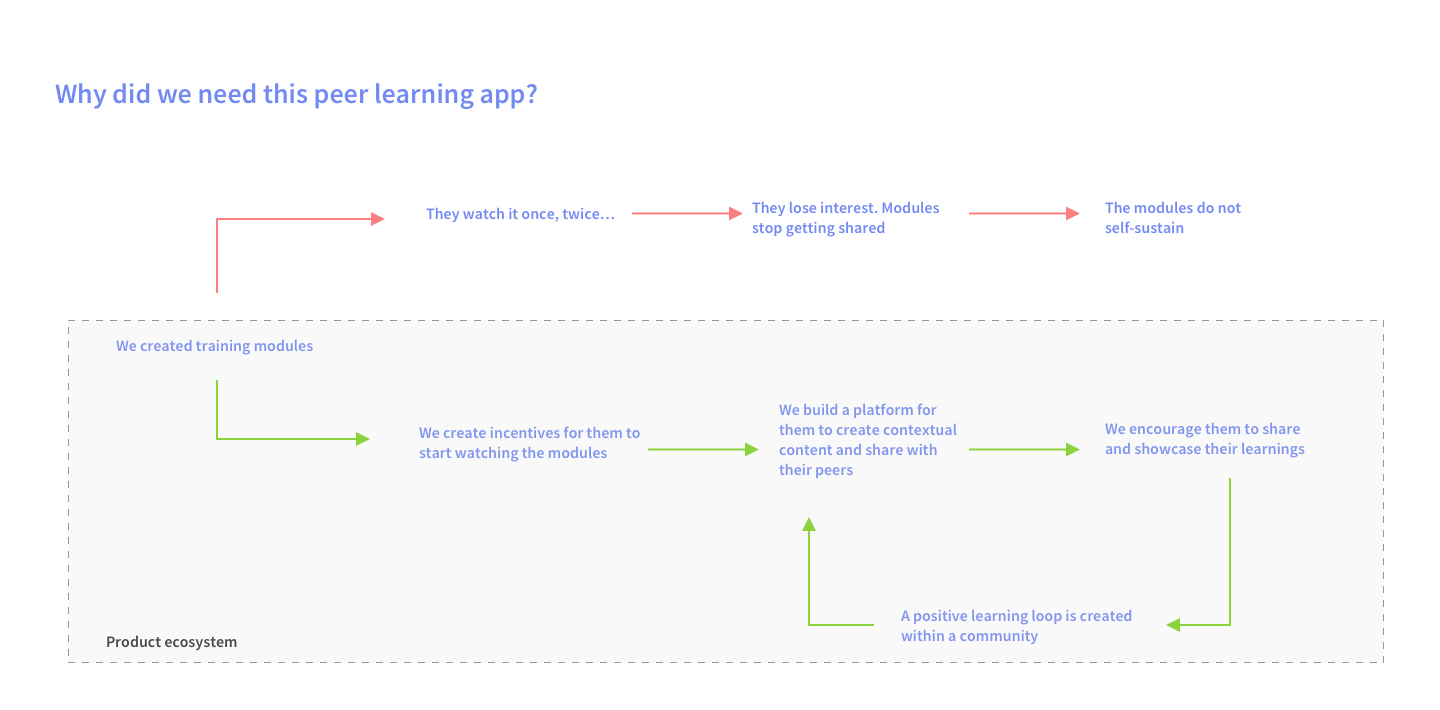 Why did we need this peer learning app?
They watch it once, twice…
They lose interest. Modules
stop getting shared
The modules do not
self-sustain
We created training modules
We create incentives for them to
start watching the modules
We build a platform for
them to create contextual
content and share with
their peers
We encourage them to share
and showcase their learnings
A positive learning loop is created
within a community
Product ecosystem